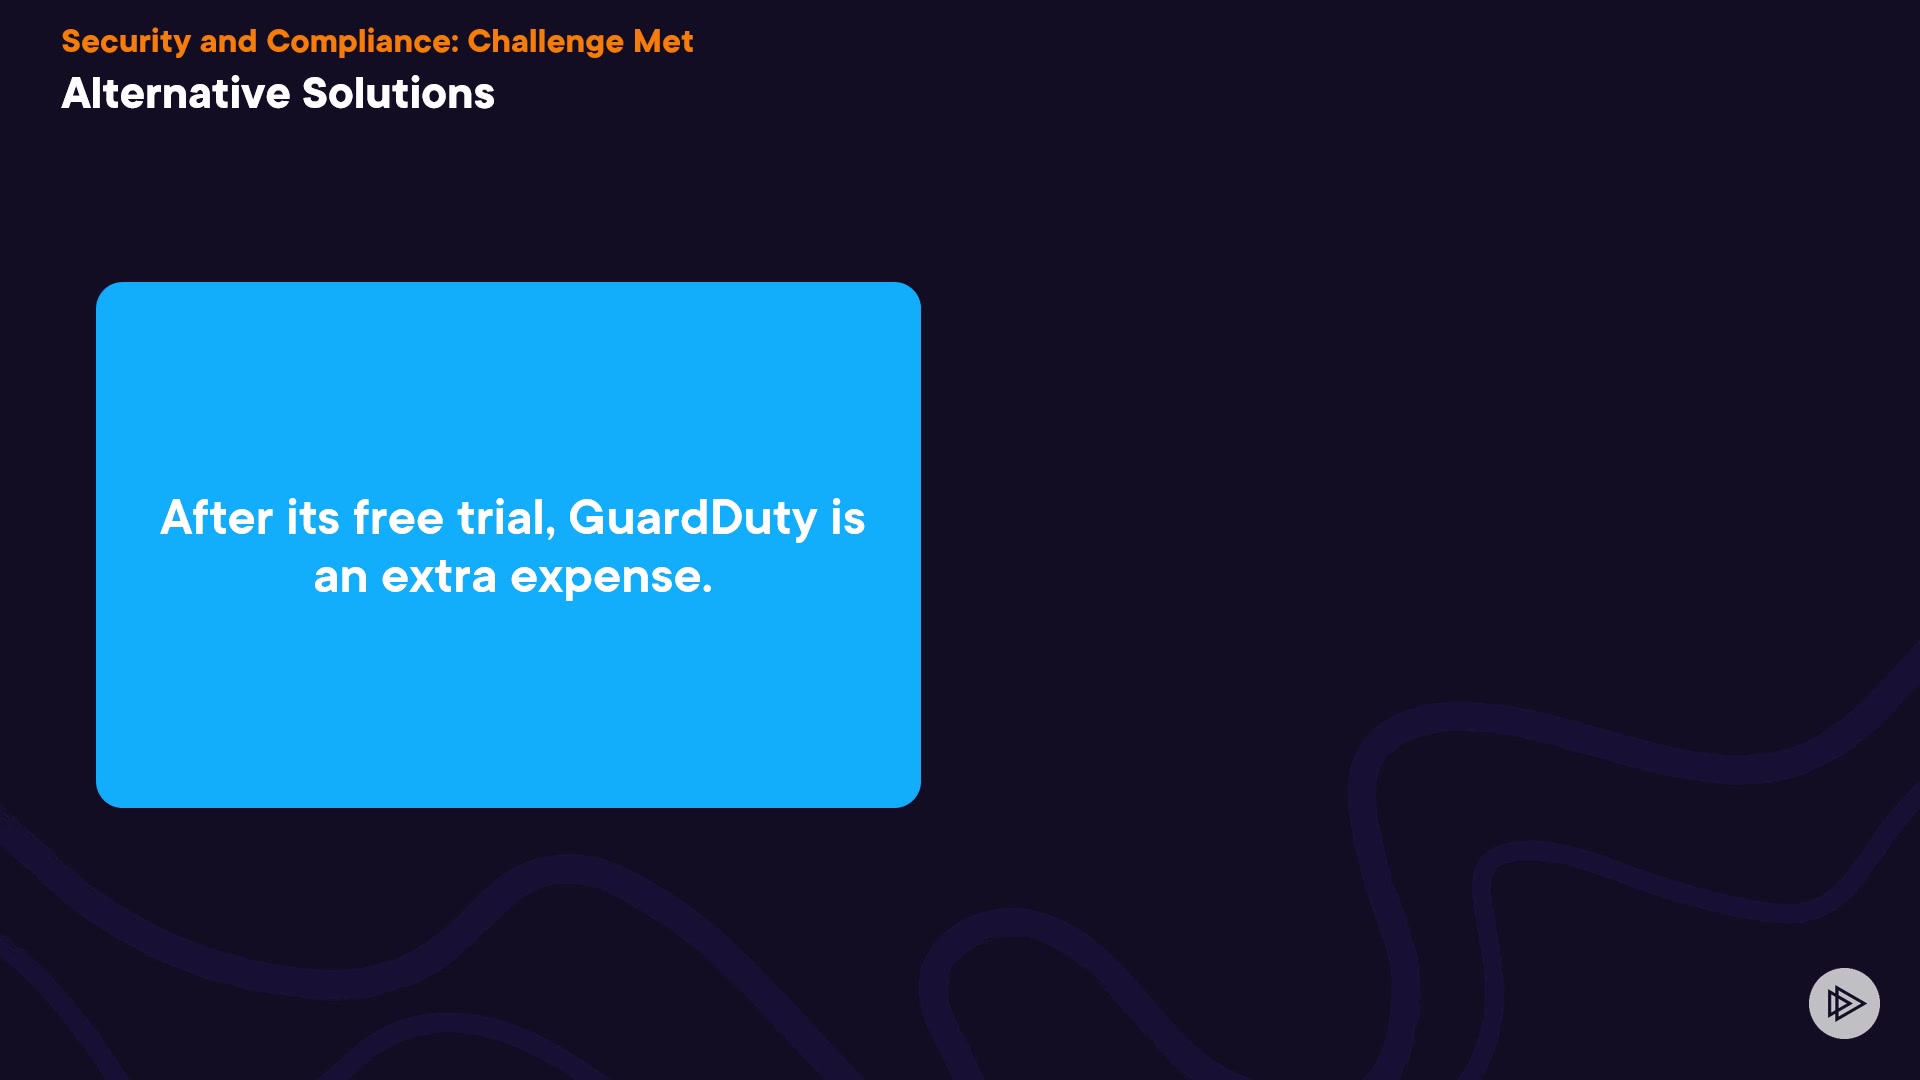 Security and Compliance: Challenge Met
Alternative Solutions
After its free trial, GuardDuty is
an extra expense.